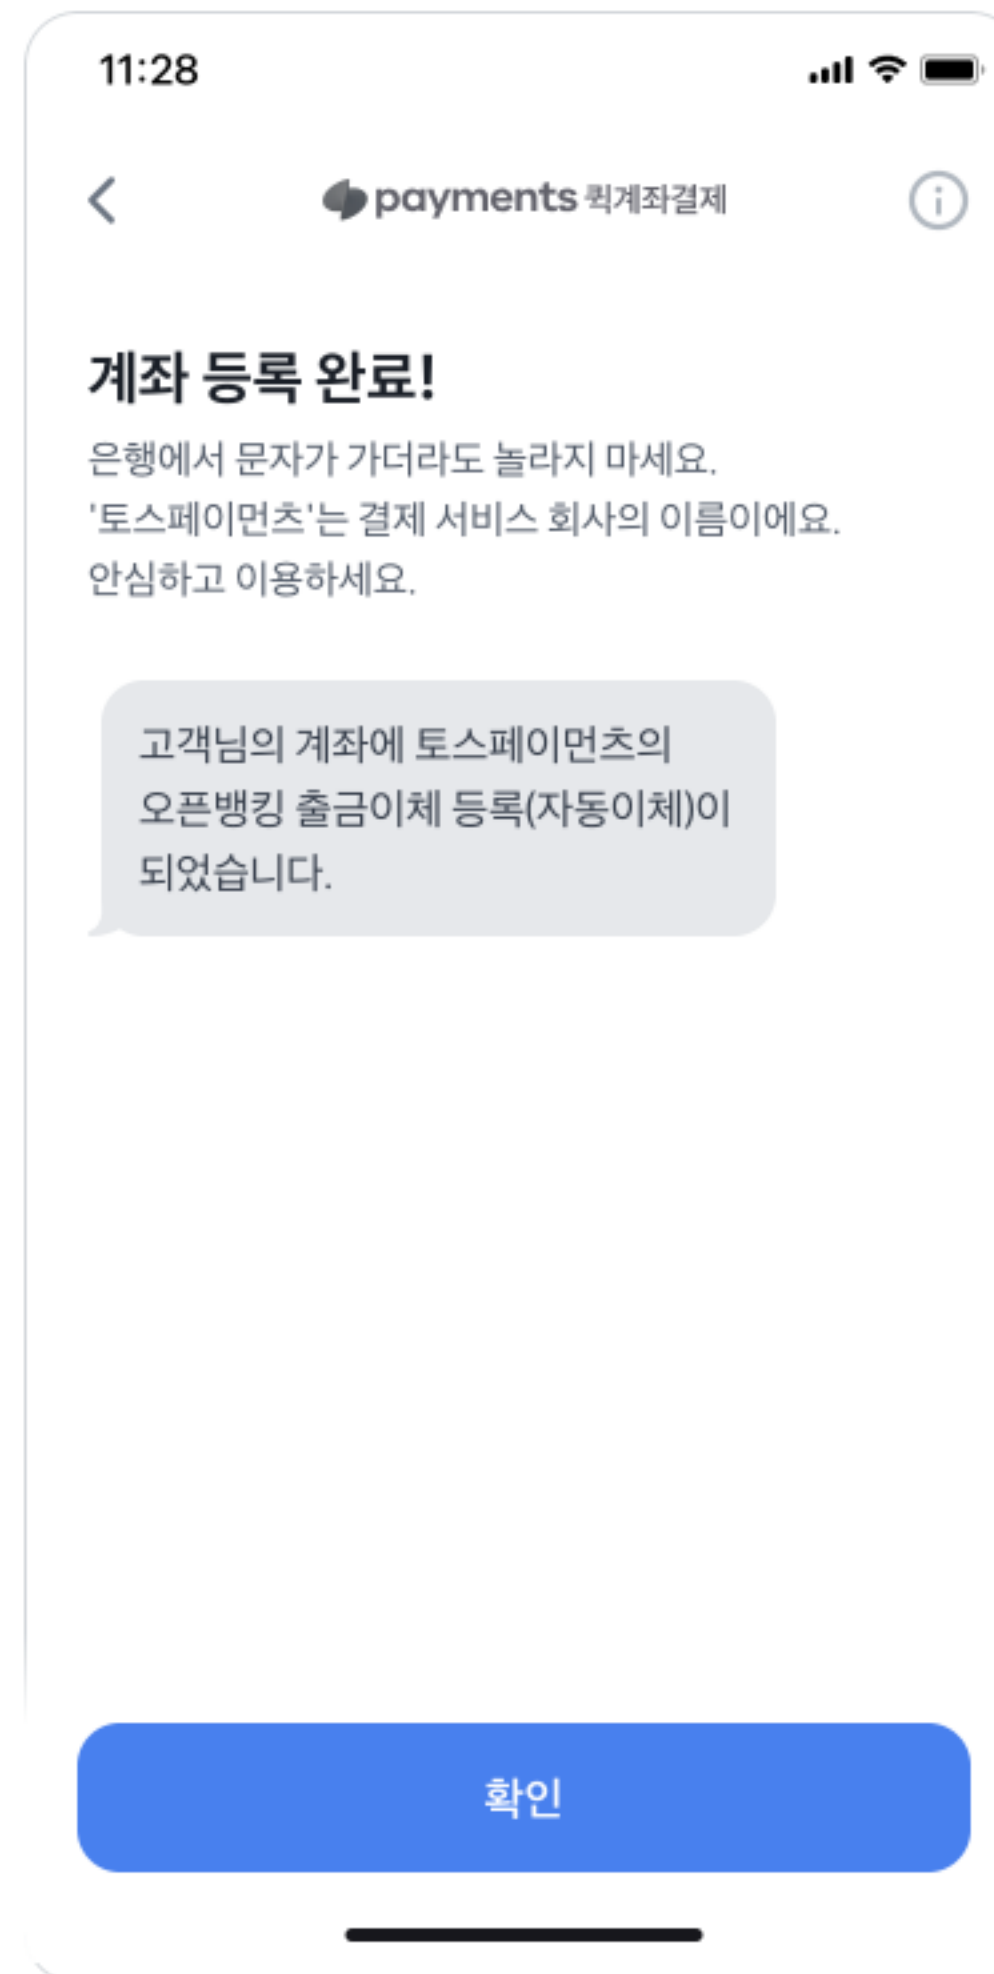 11:28
payments 퀵계좌결제
계좌 등록 완료!
은행에서 문자가 가더라도 놀라지 마세요.
'토스페이먼츠'는 결제 서비스 회사의 이름이에요.
안심하고 이용하세요.
고객님의 계좌에 토스페이먼츠의
오픈뱅킹 출금이체 등록(자동이체)이
되었습니다.
확인